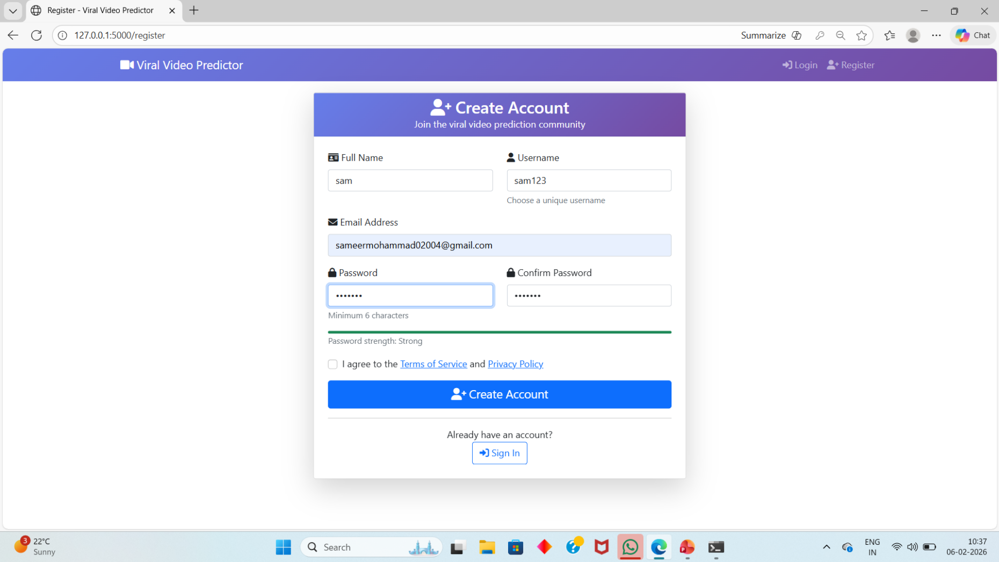 Register - Viral Video Predictor
127.0.0.1:5000/register
Summarize
Chat
Viral Video Predictor
Login
Register
Create Account
Join the viral video prediction community
Full Name
Username
sam
sam123
Choose a unique username
Email Address
sameermohammad02004@gmail.com
Password
Confirm Password
•••••••
•••••••
Minimum 6 characters
Password strength: Strong
I agree to the Terms of Service and Privacy Policy
Create Account
Already have an account?
Sign In
3
22°C
Sunny
Search
ENG
IN
10:37
06-02-2026